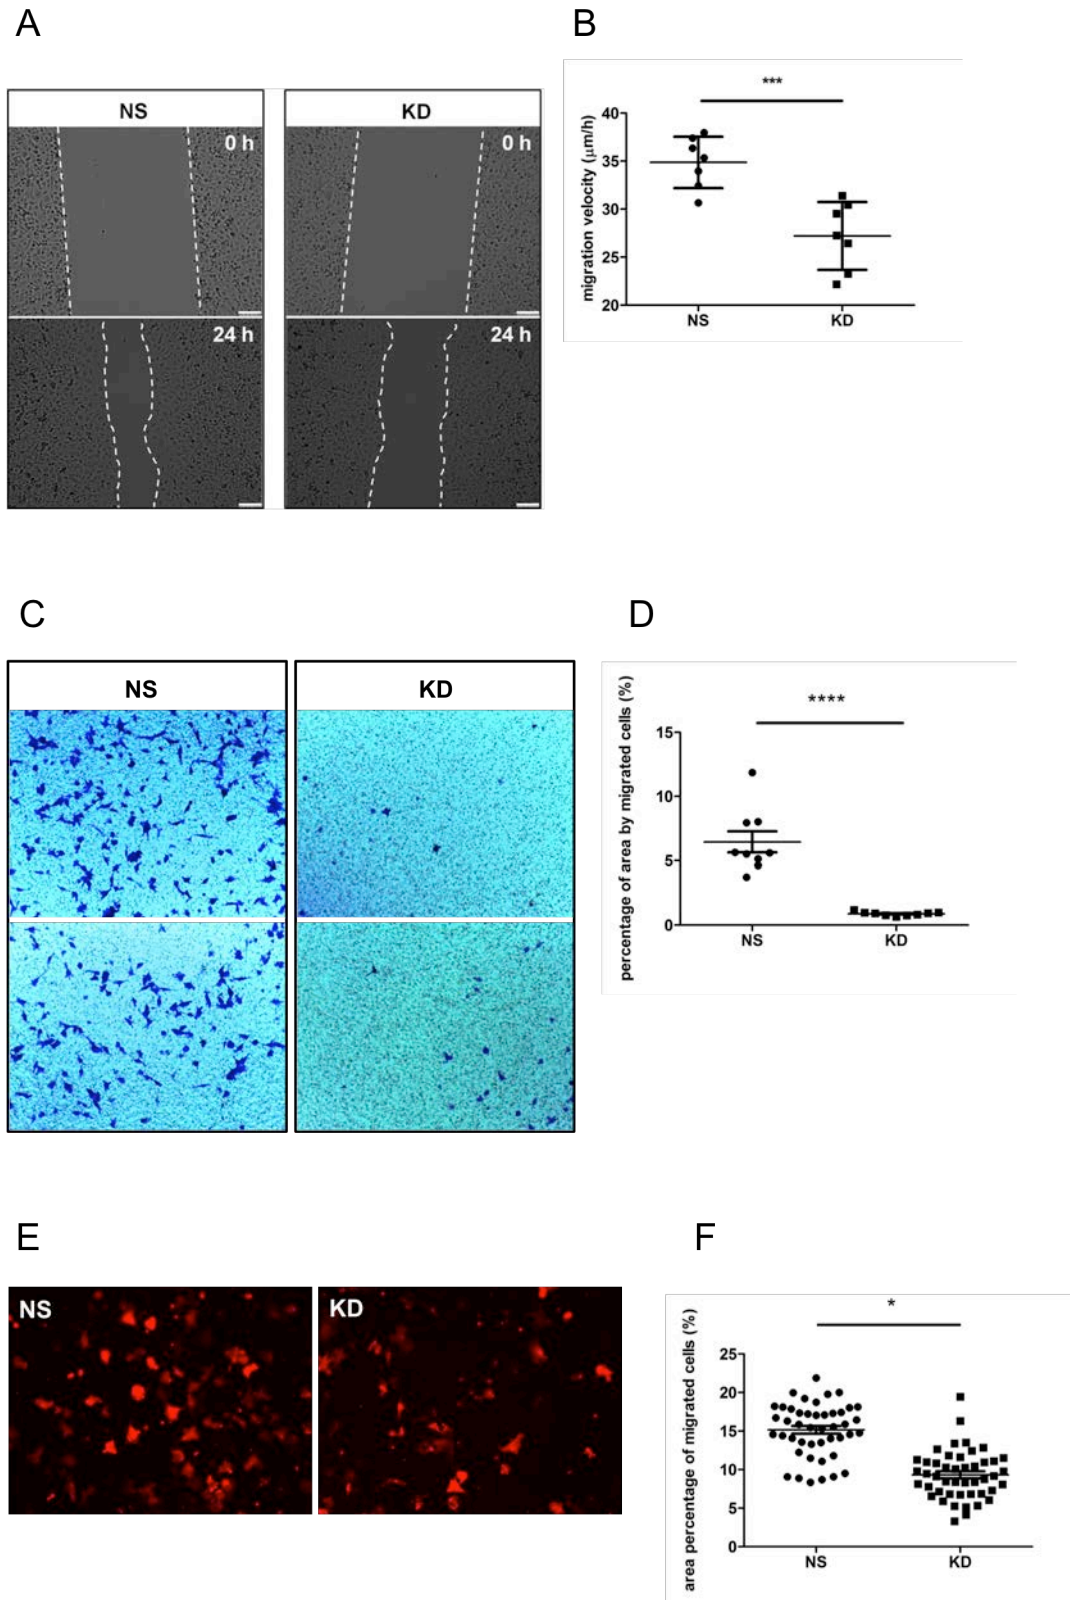 A
B
NS
KD
0 h
0 h
24 h
24 h
***
migration velocity (μm/h)
40
35
30
25
20
NS
KD
C
D
NS
KD
****
percentage of area by migrated cells (%)
15
10
5
0
NS
KD
E
F
NS
KD
*
area percentage of migrated cells (%)
25
20
15
10
5
0
NS
KD